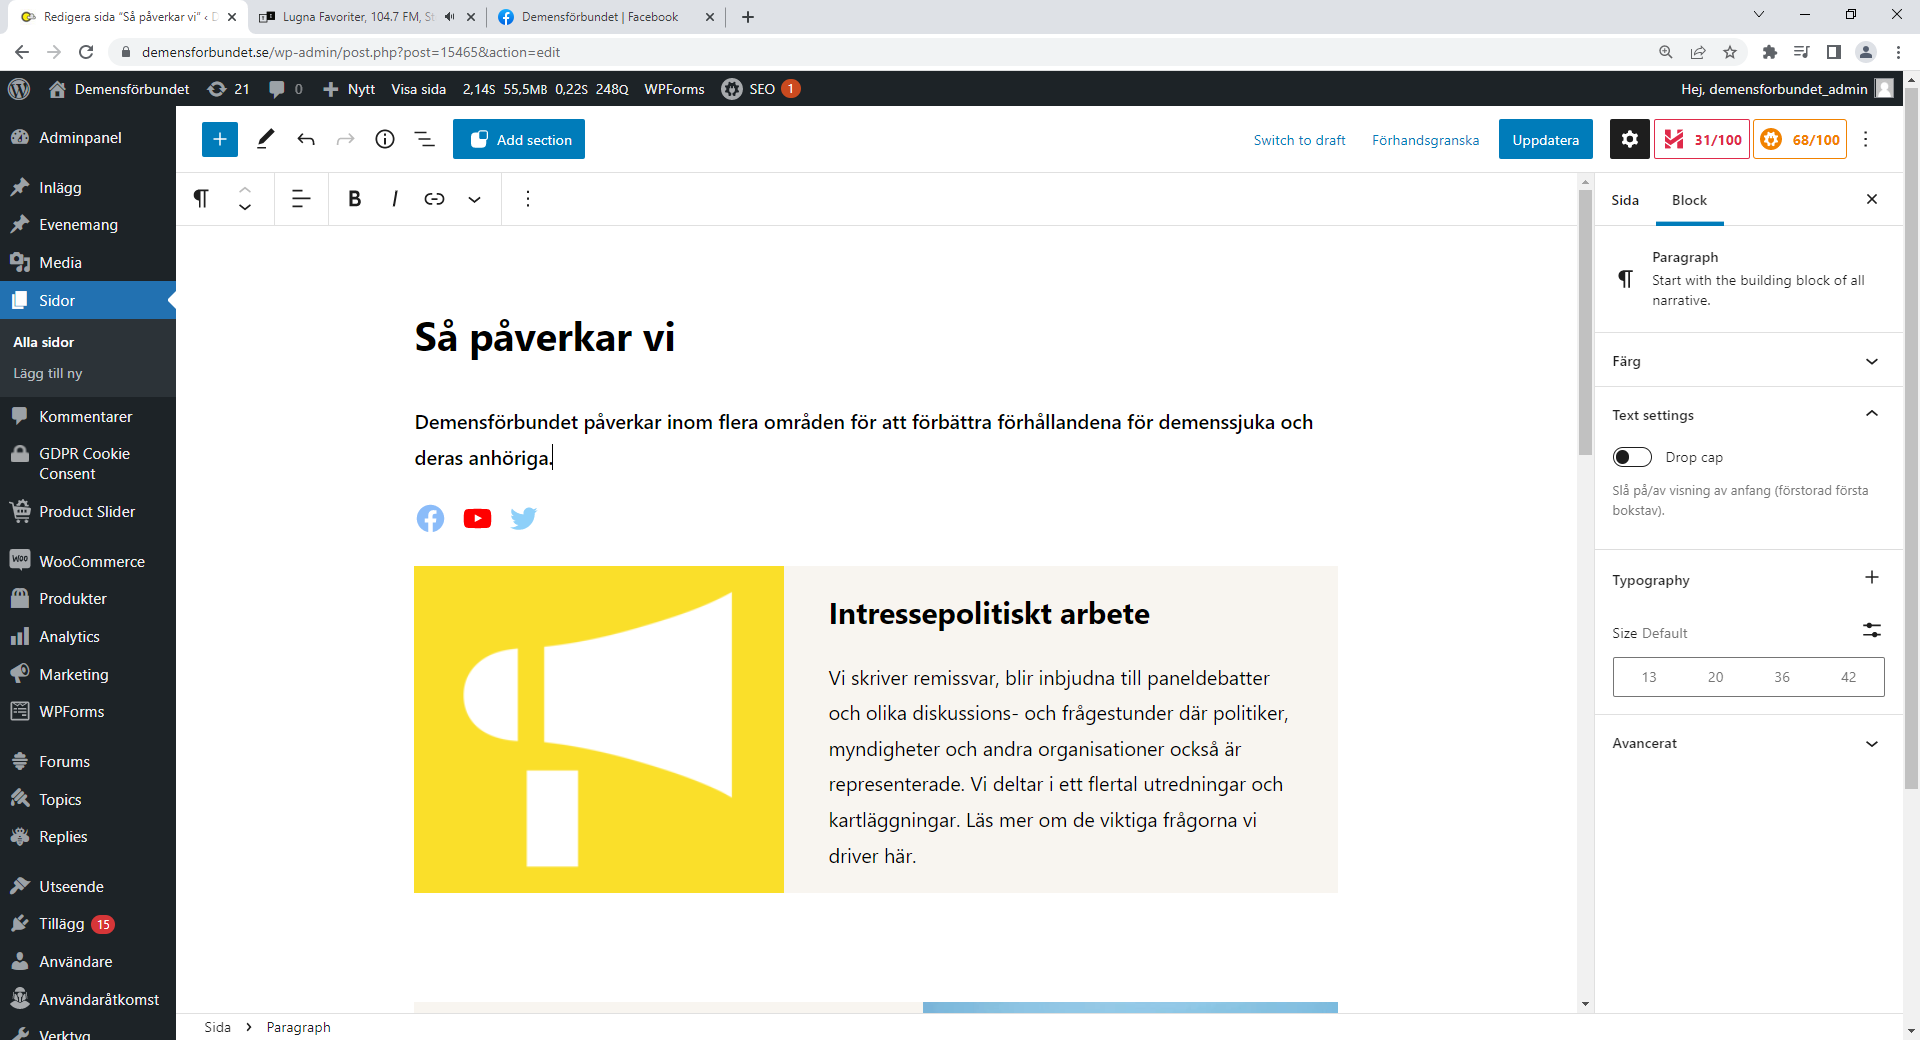 Redigera sida "Så påverkar vi" ‹ D
Lugna Favoriter, 104.7 FM, St
Demensförbundet | Facebook
demensforbundet.se/wp-admin/post.php?post=15465&action=edit
Demensförbundet
21
0
Nytt
Visa sida
2,14S 55,5MB 0,22S 248Q
WPForms
SEO
1
Hej, demensforbundet_admin
Adminpanel
Inlägg
Evenemang
Media
Sidor
Alla sidor
Lägg till ny
Kommentarer
GDPR Cookie
Consent
Product Slider
Woo
WooCommerce
Produkter
Analytics
Marketing
WPForms
Forums
Topics
Replies
Utseende
Tillägg 15
Användare
Användaråtkomst
Verktyg
Add section
Switch to draft
Förhandsgranska
Uppdatera
31/100
68/100
B
I
Så påverkar vi
Demensförbundet påverkar inom flera områden för att förbättra förhållandena för demenssjuka och
deras anhöriga.
Intressepolitiskt arbete
Vi skriver remissvar, blir inbjudna till paneldebatter
och olika diskussions- och frågestunder där politiker,
myndigheter och andra organisationer också är
representerade. Vi deltar i ett flertal utredningar och
kartläggningar. Läs mer om de viktiga frågorna vi
driver här.
Sida
Block
Paragraph
Start with the building block of all
narrative.
Färg
Text settings
Drop cap
Slå på/av visning av anfang (förstorad första
bokstav).
Typography
Size Default
13
20
36
42
Avancerat
Sida
Paragraph